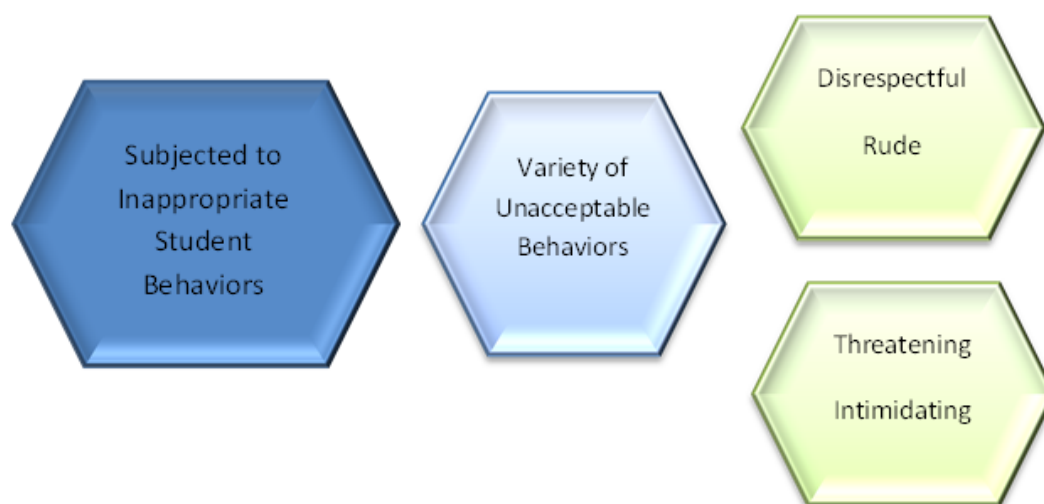 Subjected to
Inappropriate
Student
Behaviors
Variety of
Unacceptable
Behaviors
Disrespectful
Rude
Threatening
Intimidating